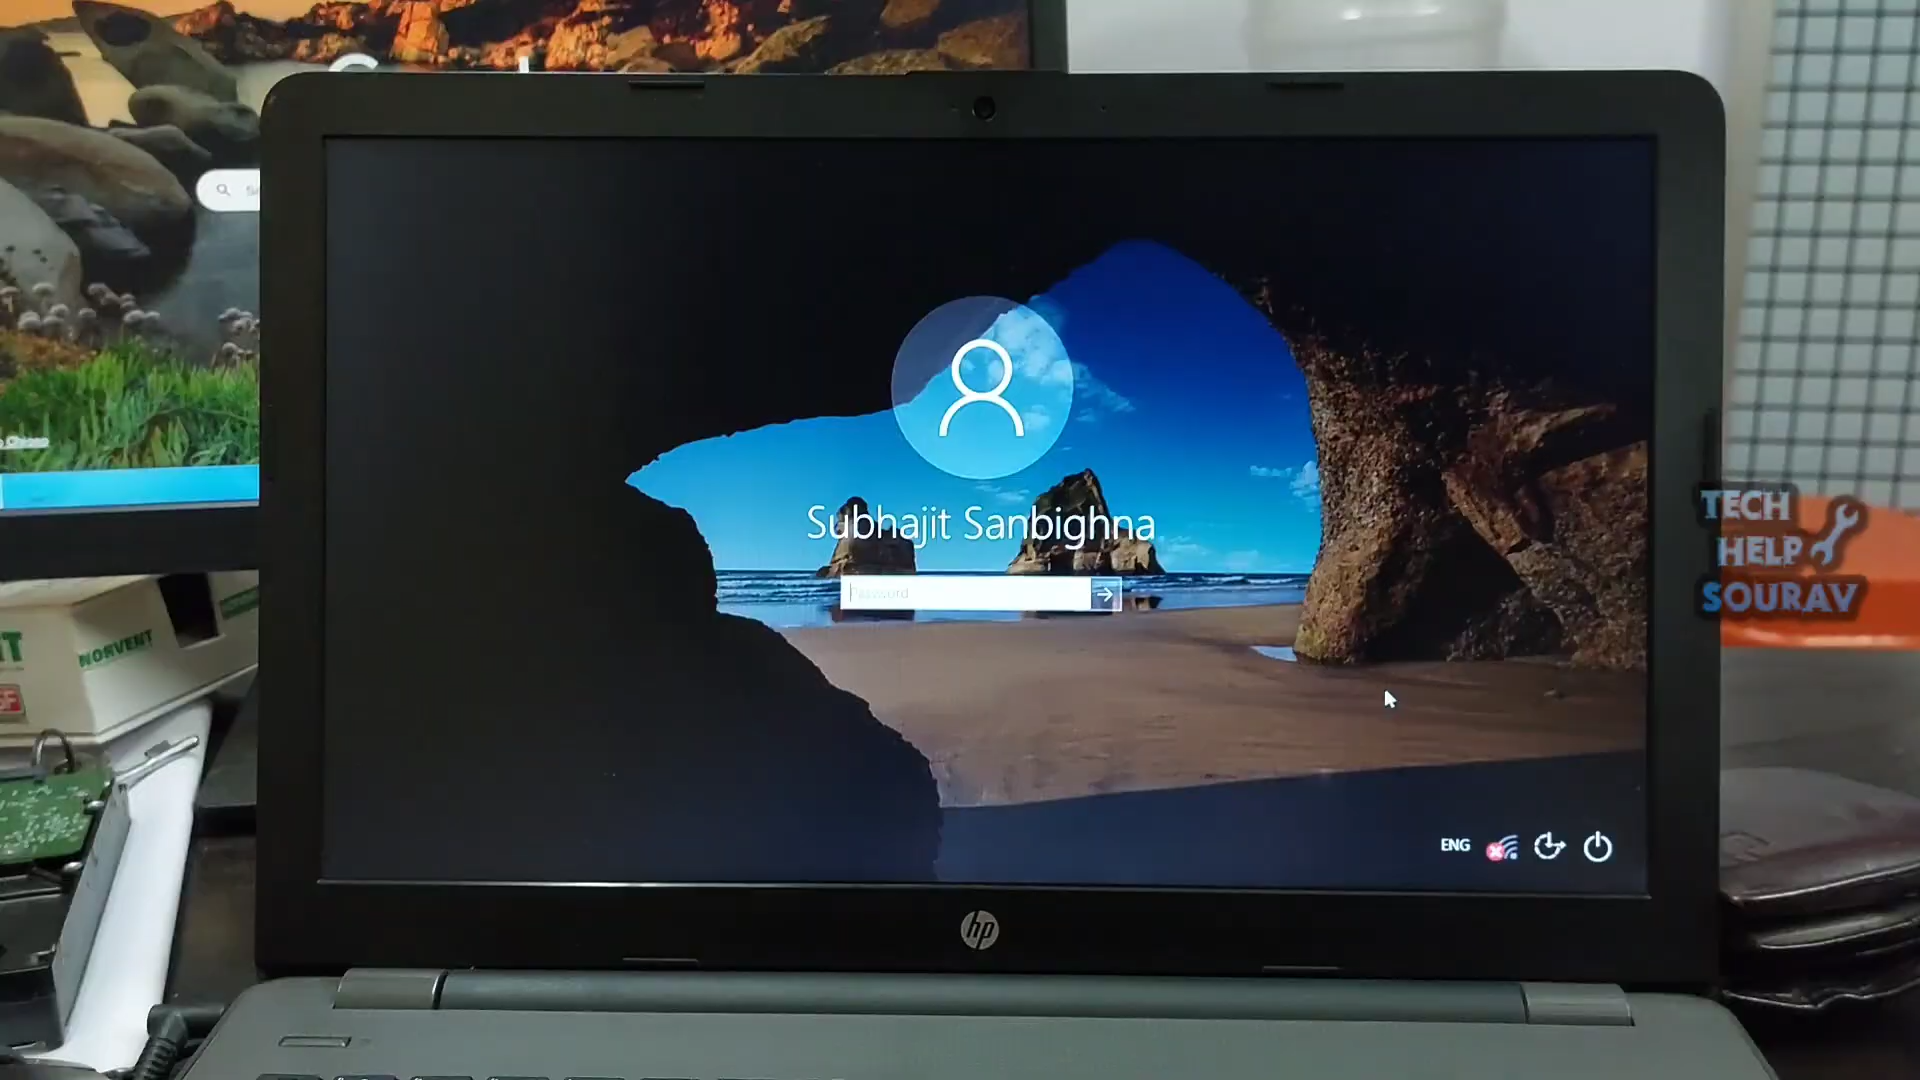 Subhajit Sanbighna
Password
ENG
hp
TECH
HELP
SOURAV
NORVENT